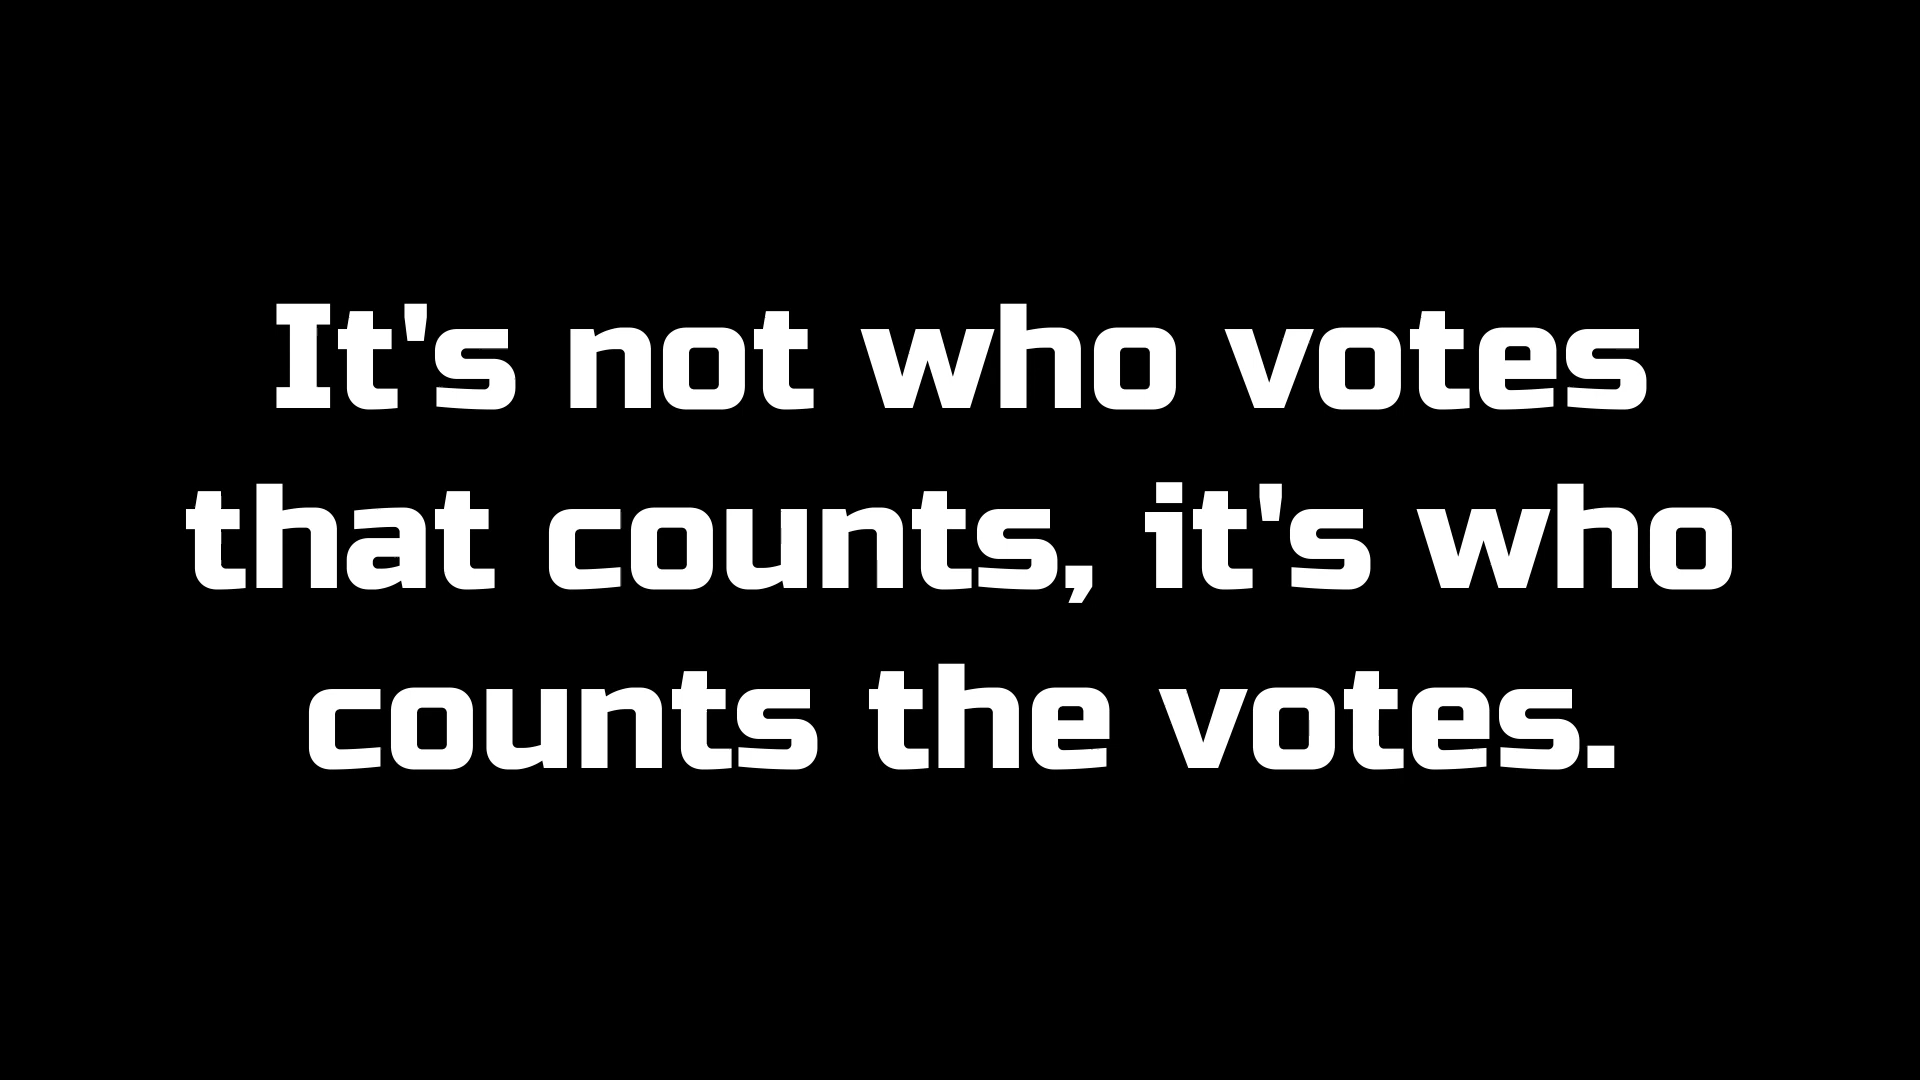 It's not who votes
that counts, it's who
counts the votes.